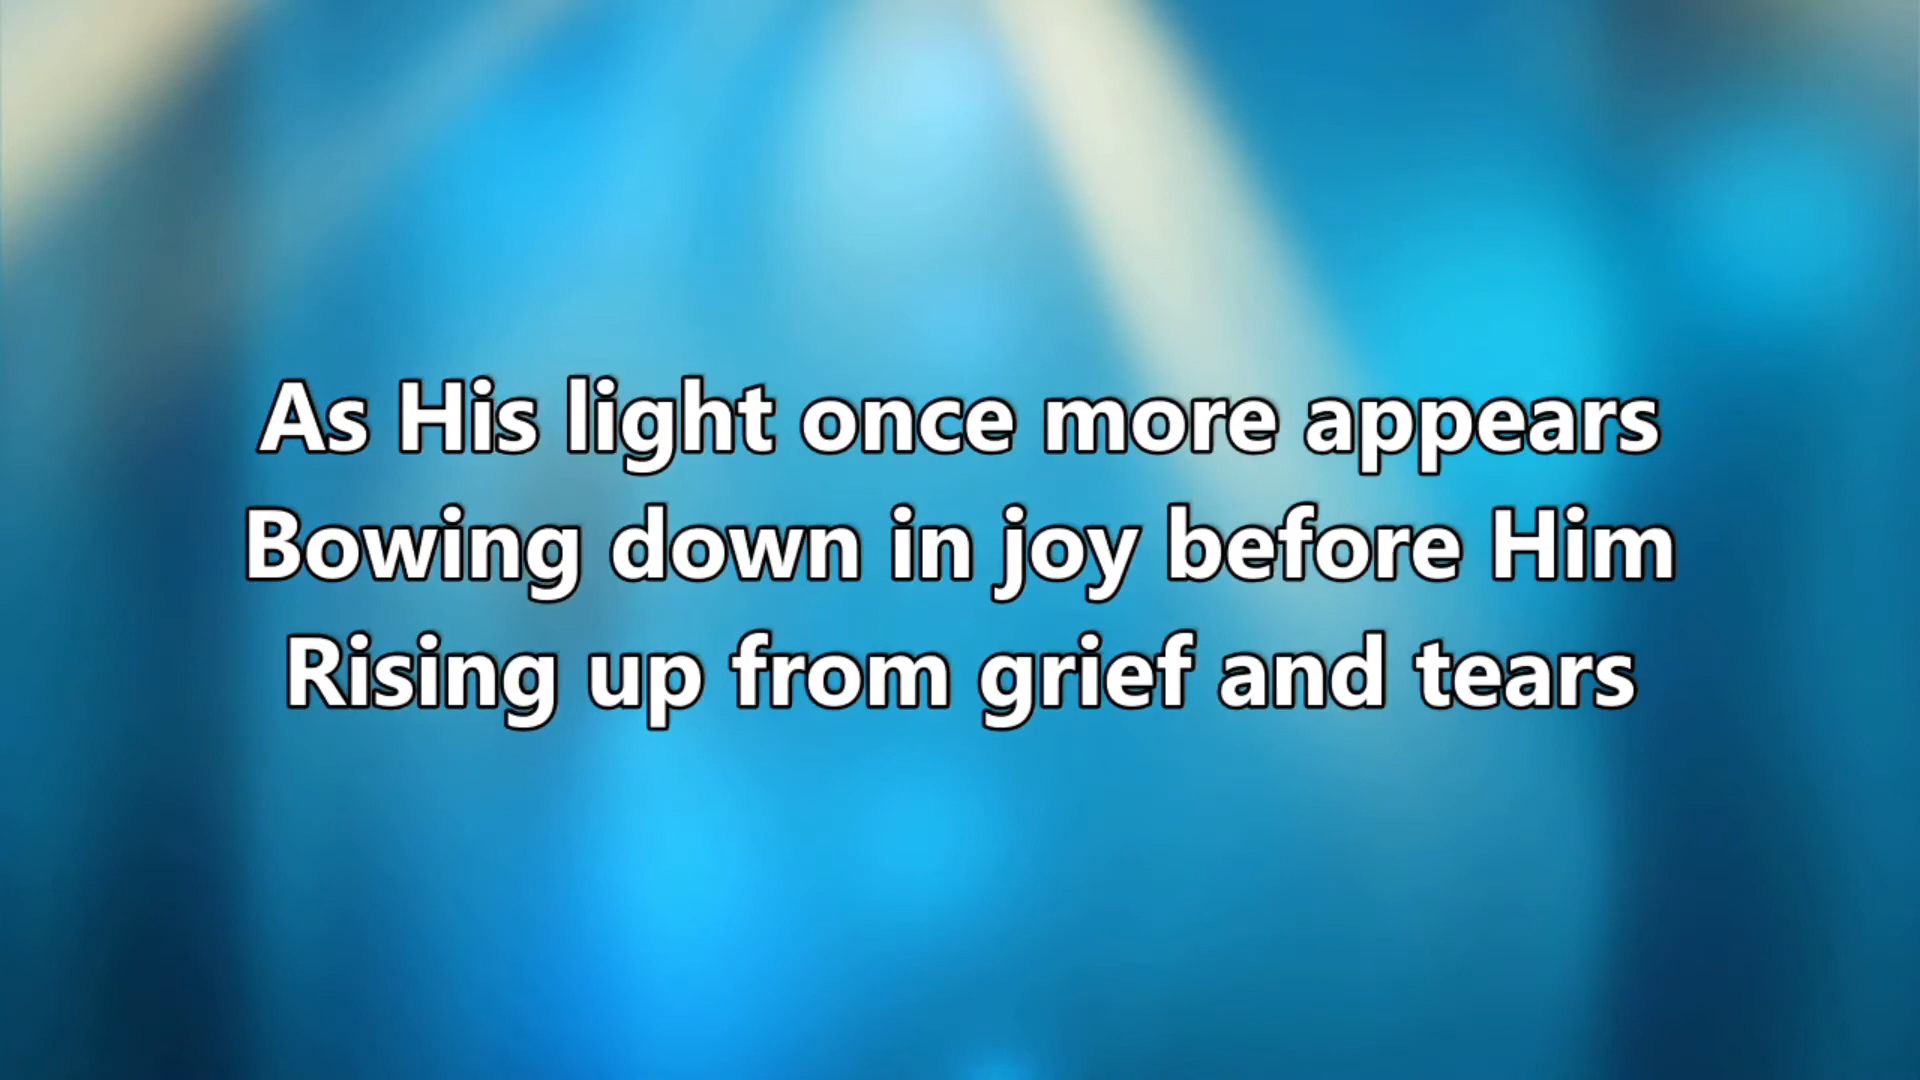 As His light once more appears
Bowing down in joy before Him
Rising up from grief and tears